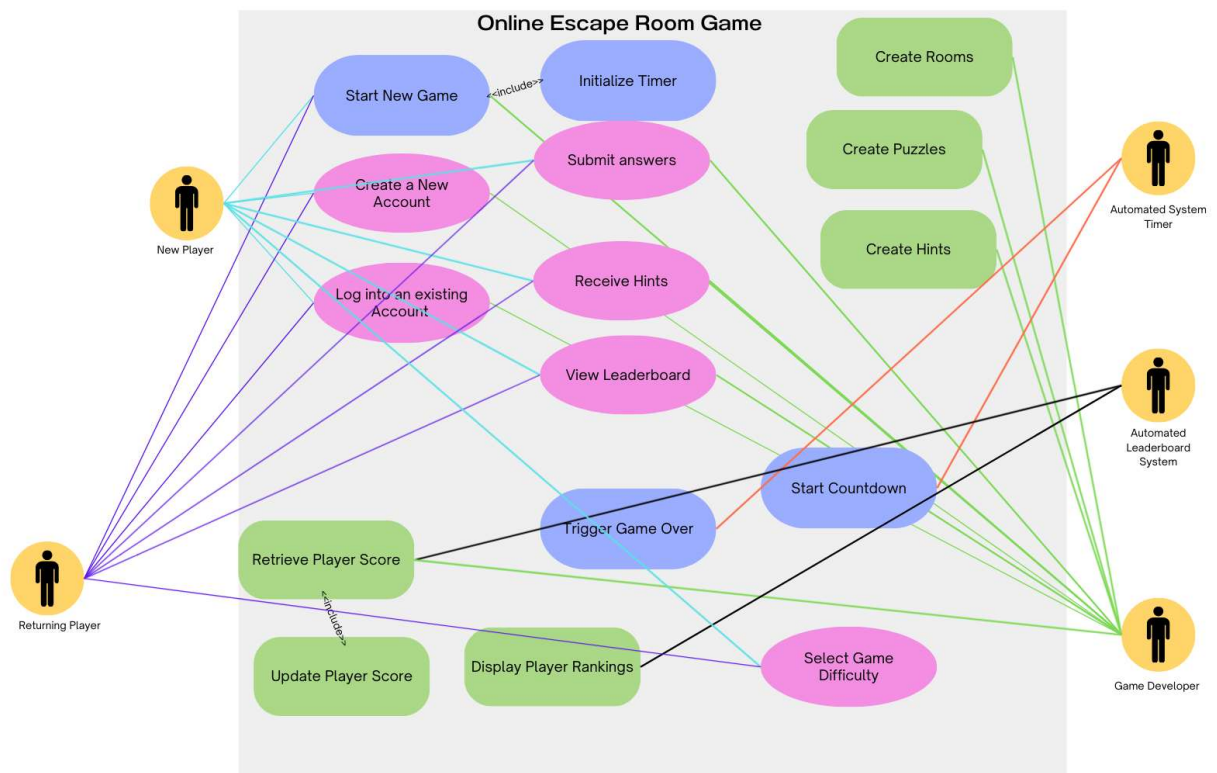 Online Escape Room Game
Start New Game
<<include>>
Initialize Timer
Create Rooms
Submit answers
Create Puzzles
Create a New
Account
New Player
Automated System
Timer
Create Hints
Receive Hints
Log into an existing
Account
View Leaderboard
Automated
Leaderboard
System
Start Countdown
Trigger Game Over
Retrieve Player Score
<<include>>
Returning Player
Update Player Score
Display Player Rankings
Select Game
Difficulty
Game Developer